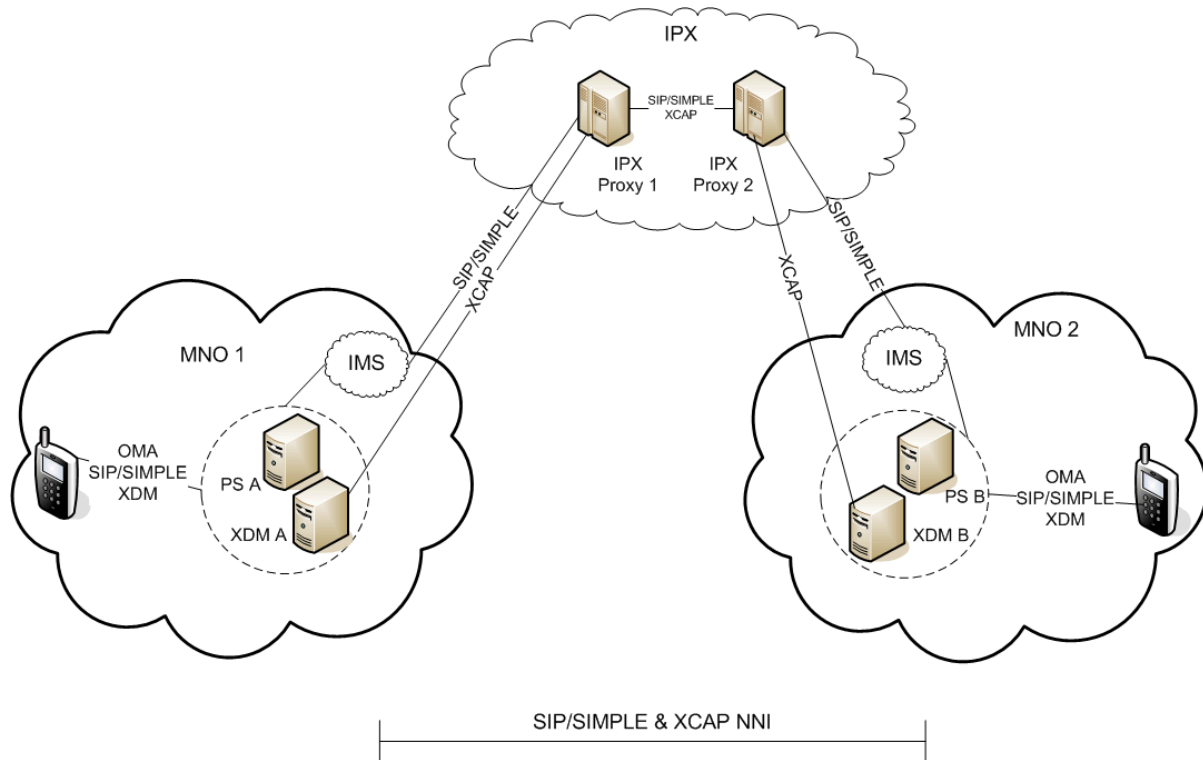 IPX
SIP/SIMPLE
XCAP
IPX
Proxy 1
IPX
Proxy 2
SIP/SIMPLE
XCAP
SIP/SIMPLE
XCAP
MNO 1
IMS
OMA
SIP/SIMPLE
XDM
PS A
XDM A
MNO 2
IMS
PS B
XDM B
OMA
SIP/SIMPLE
XDM
SIP/SIMPLE & XCAP NNI